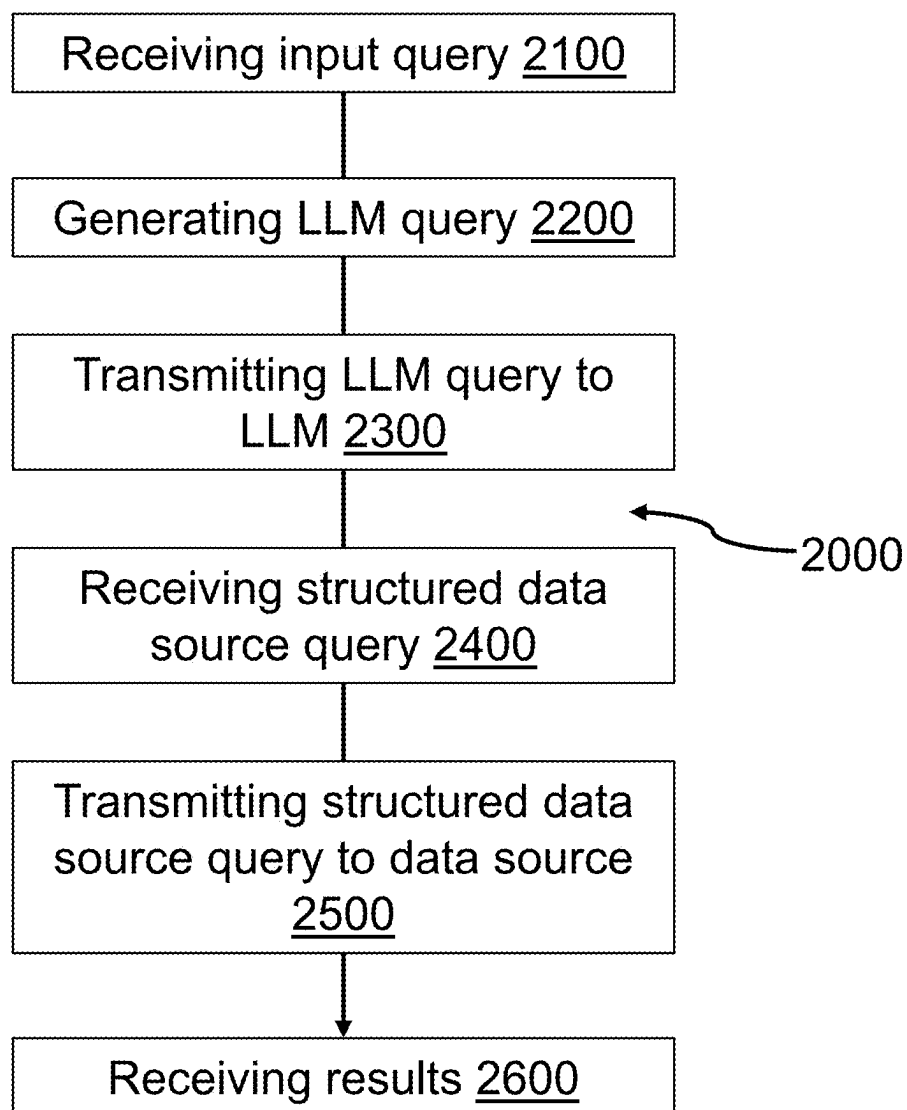 Receiving input query 2100
Generating LLM query 2200
Transmitting LLM query to
LLM 2300
2000
Receiving structured data
source query 2400
Transmitting structured data
source query to data source
2500
Receiving results 2600